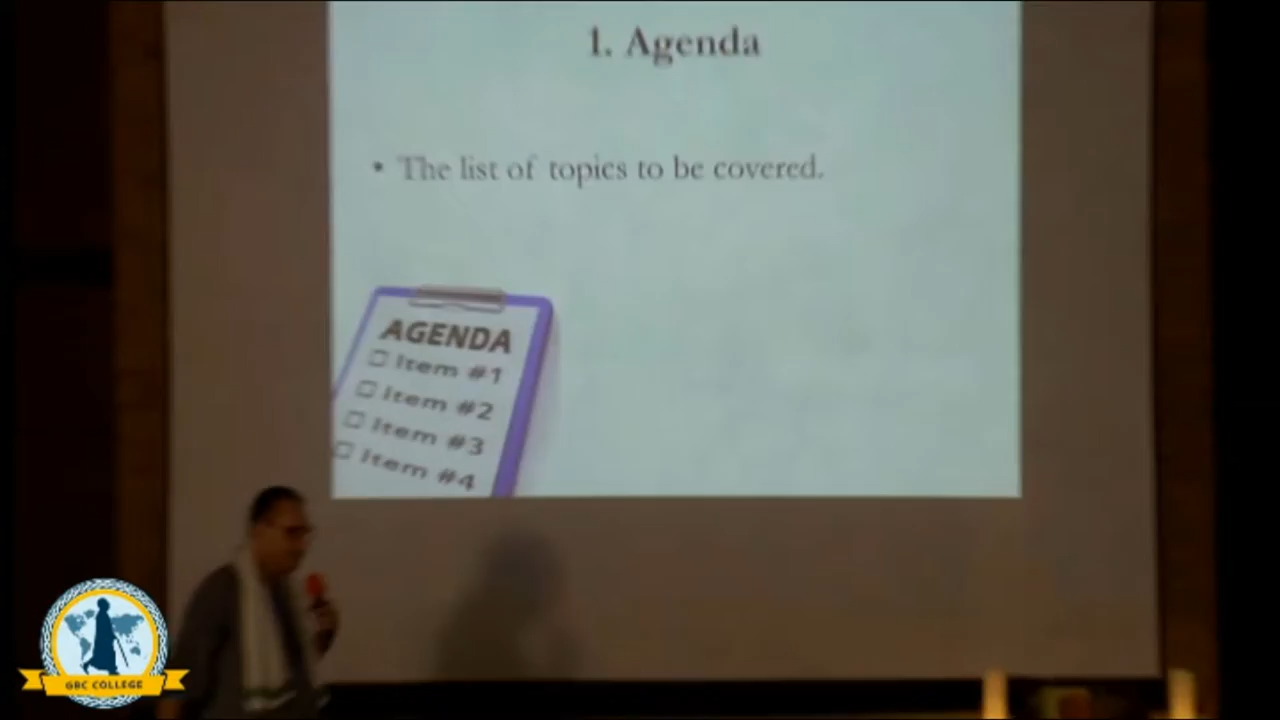 1. Agenda
• The list of topics to be covered.
AGENDA
Item #1
Item #2
Item #3
Item #4
GBC COLLEGE